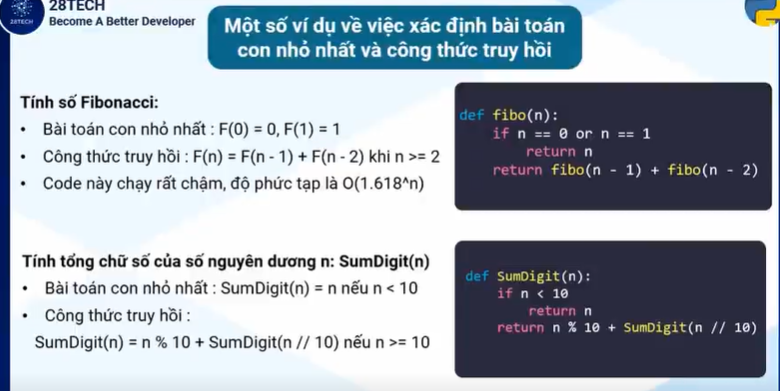 28TECH
Become A Better Developer
28TECH
Một số ví dụ về việc xác định bài toán
con nhỏ nhất và công thức truy hồi
Tính số Fibonacci:
• Bài toán con nhỏ nhất : F(0) = 0, F(1) = 1
• Công thức truy hồi : F(n) = F(n - 1) + F(n - 2) khi n >= 2
• Code này chạy rất chậm, độ phức tạp là O(1.618^n)
def fibo(n):
    if n == 0 or n == 1
        return n
    return fibo(n - 1) + fibo(n - 2)
Tính tổng chữ số của số nguyên dương n: SumDigit(n)
• Bài toán con nhỏ nhất : SumDigit(n) = n nếu n < 10
• Công thức truy hồi :
SumDigit(n) = n % 10 + SumDigit(n // 10) nếu n >= 10
def SumDigit(n):
    if n < 10
        return n
    return n % 10 + SumDigit(n // 10)